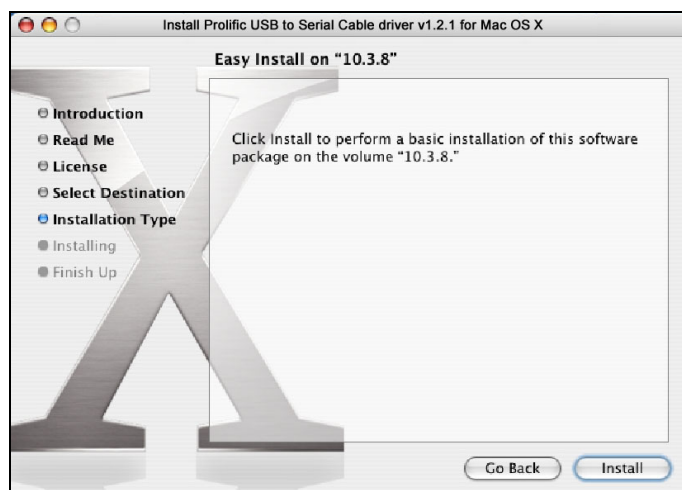 Install Prolific USB to Serial Cable driver v1.2.1 for Mac OS X
Easy Install on “10.3.8”
Introduction
Read Me
License
Select Destination
Installation Type
Installing
Finish Up
Click Install to perform a basic installation of this software
package on the volume “10.3.8.”
Go Back
Install